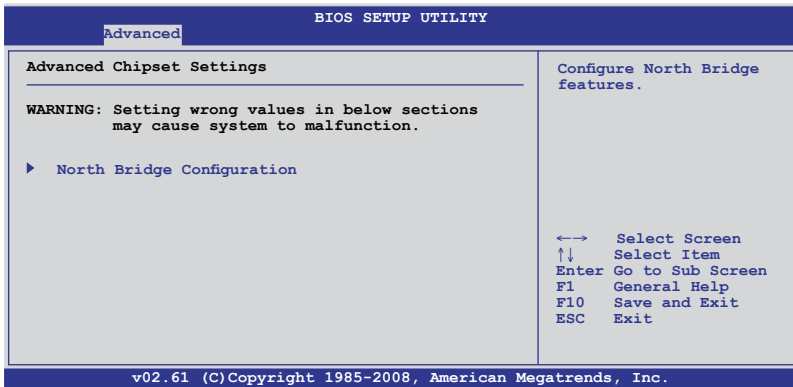 BIOS SETUP UTILITY
Advanced
Advanced Chipset Settings
WARNING: Setting wrong values in below sections
may cause system to malfunction.
North Bridge Configuration
Configure North Bridge
features.
←→ Select Screen
↑↓ Select Item
Enter Go to Sub Screen
F1 General Help
F10 Save and Exit
ESC Exit
v02.61 (C)Copyright 1985-2008, American Megatrends, Inc.